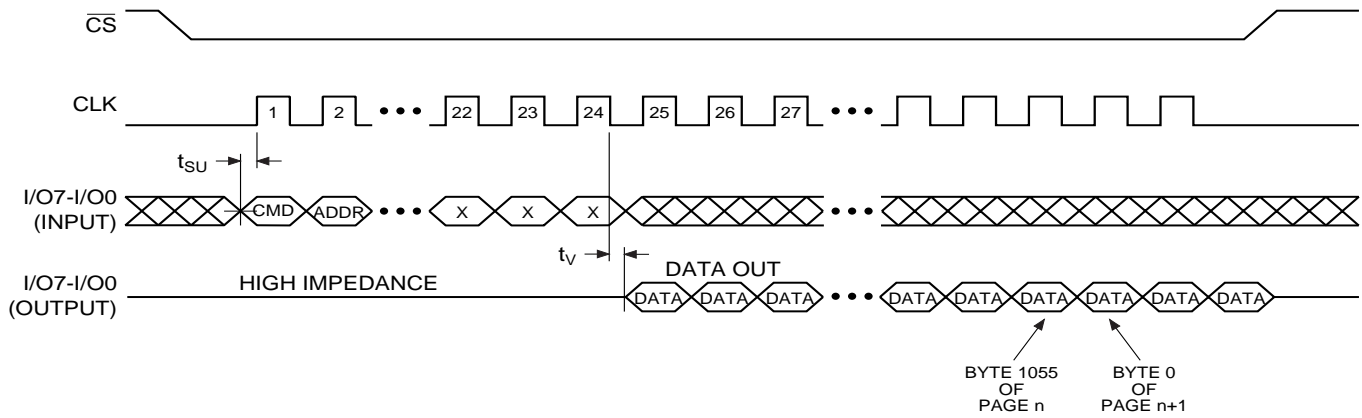 CS
CLK 1 2 ••• 22 23 24 25 26 27 •••
tSU
I/O7-I/O0
(INPUT)
CMD ADDR ••• X X X •••
tV
I/O7-I/O0
(OUTPUT)
HIGH IMPEDANCE
DATA OUT
DATA DATA DATA ••• DATA DATA DATA DATA DATA DATA
BYTE 1055
OF
PAGE n
BYTE 0
OF
PAGE n+1